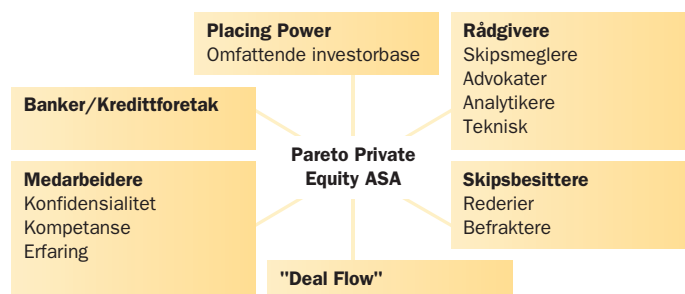 Placing Power
Omfattende investorbase
Rådgivere
Skipsmeglere
Advokater
Analytikere
Teknisk
Banker/Kredittforetak
Pareto Private
Equity ASA
Medarbeidere
Konfidensialitet
Kompetanse
Erfaring
Skipsbesittere
Rederier
Befraktere
"Deal Flow"